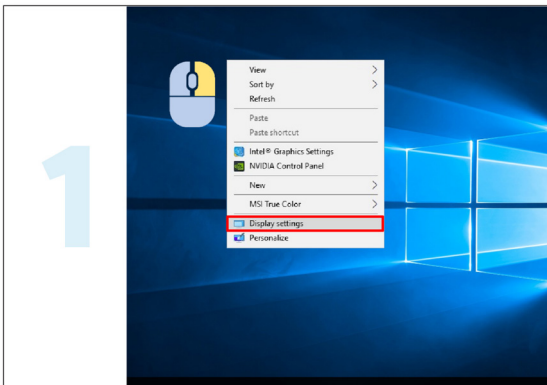 1
View
Sort by
Refresh
Paste
Paste shortcut
Intel® Graphics Settings
NVIDIA Control Panel
New
MSI True Color
Display settings
Personalize